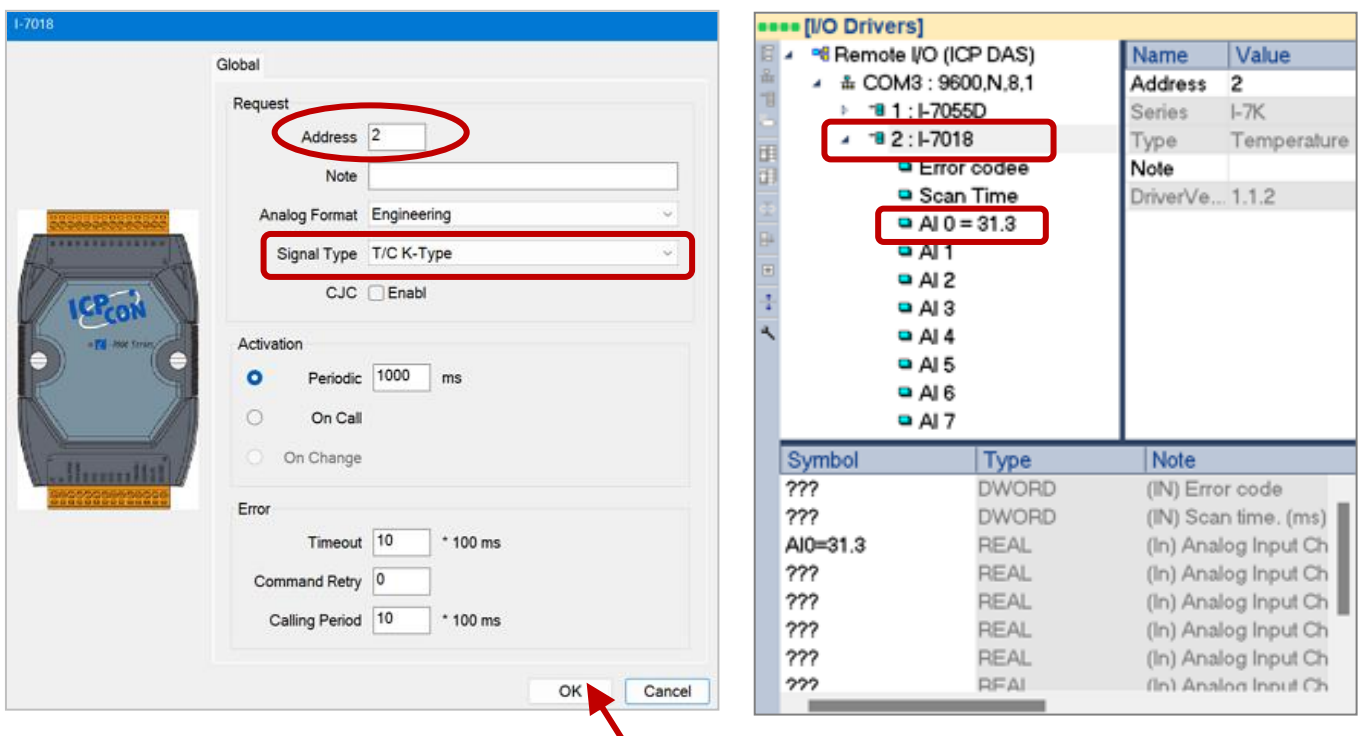 I-7018
Global
Request
Address 2
Note
Analog Format Engineering
Signal Type T/C K-Type
CJC Enabl
Activation
Periodic 1000 ms
On Call
On Change
Error
Timeout 10 * 100 ms
Command Retry 0
Calling Period 10 * 100 ms
OK Cancel
ICP CON
[I/O Drivers]
Remote I/O (ICP DAS)
COM3 : 9600,N,8,1
1 : I-7055D
2 : I-7018
Error codee
Scan Time
AI 0 = 31.3
AI 1
AI 2
AI 3
AI 4
AI 5
AI 6
AI 7
Name Value
Address 2
Series I-7K
Type Temperature
Note
DriverVe... 1.1.2
Symbol Type Note
??? DWORD (IN) Error code
??? DWORD (IN) Scan time. (ms)
AI0=31.3 REAL (In) Analog Input Ch
??? REAL (In) Analog Input Ch
??? REAL (In) Analog Input Ch
??? REAL (In) Analog Input Ch
??? REAL (In) Analog Input Ch
??? REAL (In) Analog Input Ch